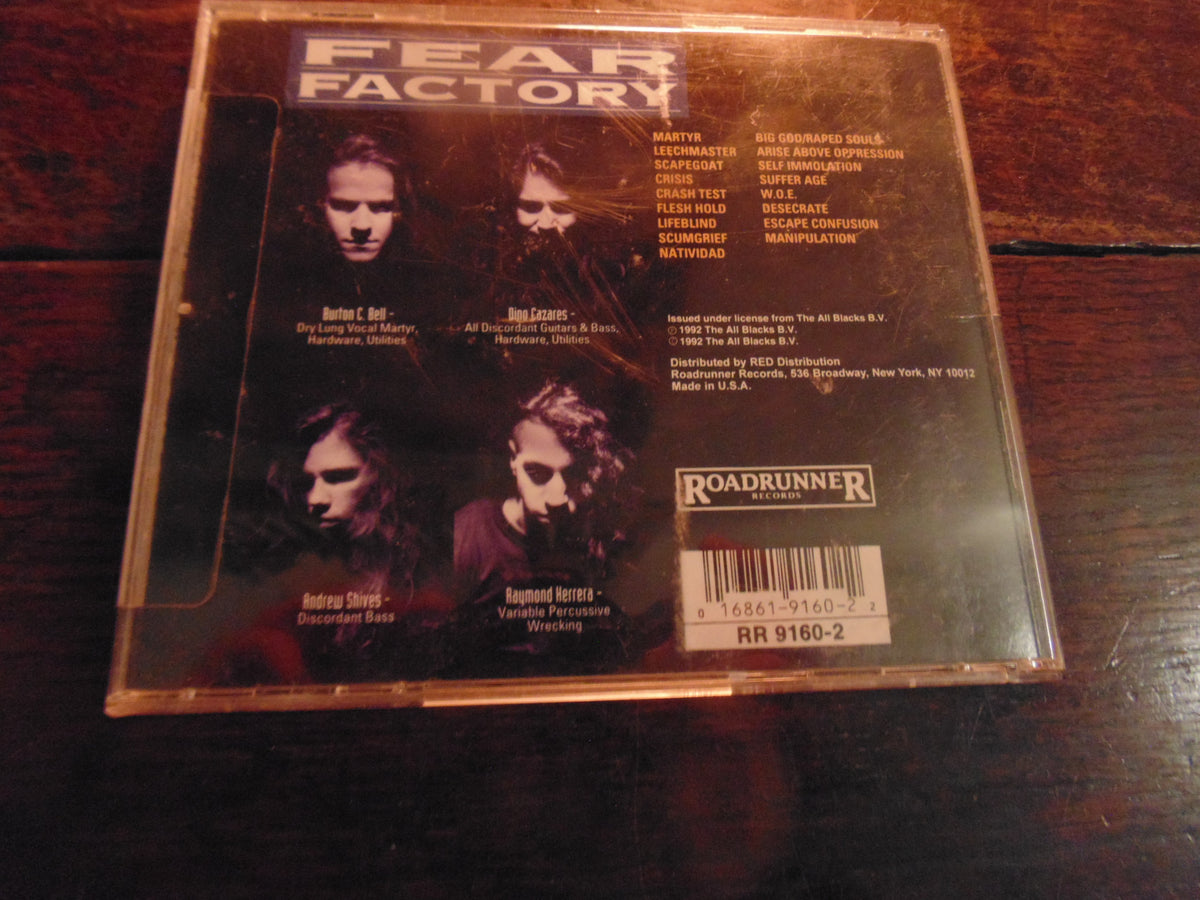 FEAR
FACTORY
MARTYR
LEECHMASTER
SCAPEGOAT
CRISIS
CRASH TEST
FLESH HOLD
LIFEBLIND
SCUMGRIEF
NATIVIDAD
BIG GOD/RAPED SOULS
ARISE ABOVE OPPRESSION
SELF IMMOLATION
SUFFER AGE
W.O.E.
DESECRATE
ESCAPE CONFUSION
MANIPULATION
Burton C. Bell -
Dry Lung Vocal Martyr,
Hardware, Utilities
Dino Cazares -
All Discordant Guitars & Bass,
Hardware, Utilities
Issued under license from The All Blacks B.V.
℗ 1992 The All Blacks B.V.
© 1992 The All Blacks B.V.
Distributed by RED Distribution
Roadrunner Records, 536 Broadway, New York, NY 10012
Made in U.S.A.
Andrew Shives -
Discordant Bass
Raymond Herrera -
Variable Percussive
Wrecking
ROADRUNNER
RECORDS
0 16861-9160-2 2
RR 9160-2